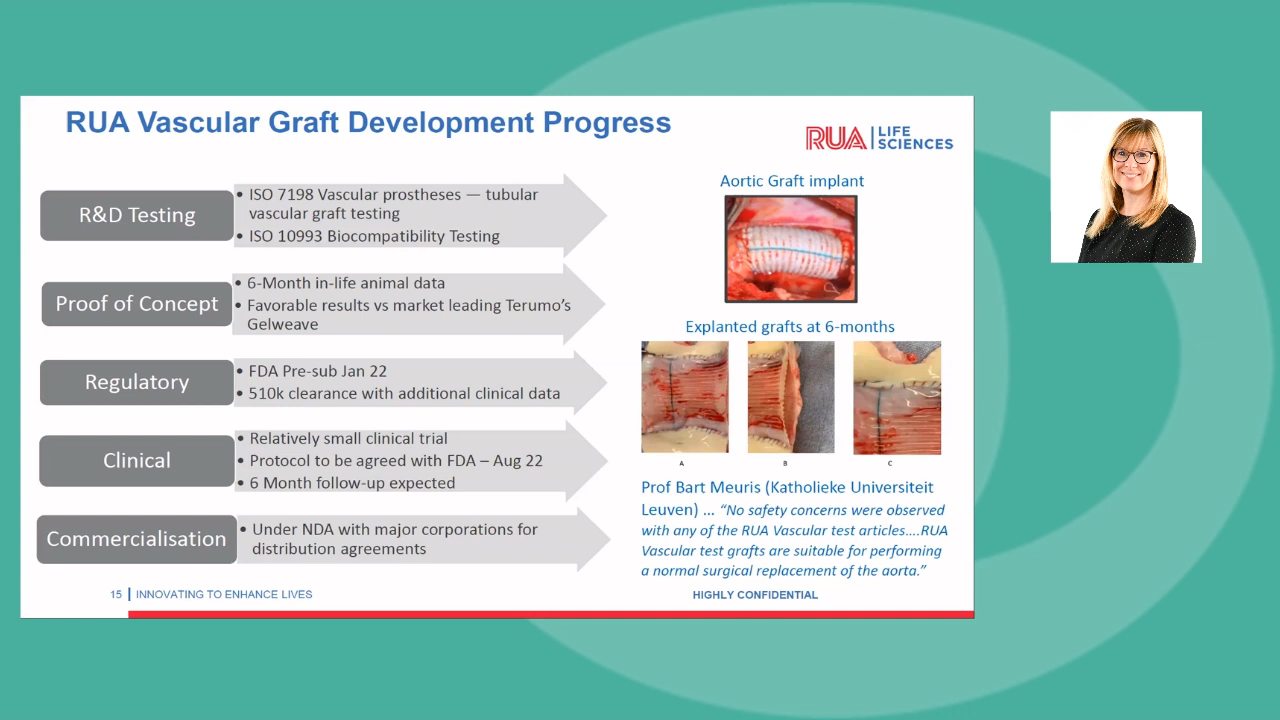 RUA Vascular Graft Development Progress
RUA LIFE
SCIENCES
R&D Testing
• ISO 7198 Vascular prostheses — tubular
vascular graft testing
• ISO 10993 Biocompatibility Testing
Proof of Concept
• 6-Month in-life animal data
• Favorable results vs market leading Terumo's
Gelweave
Regulatory
• FDA Pre-sub Jan 22
• 510k clearance with additional clinical data
Clinical
• Relatively small clinical trial
• Protocol to be agreed with FDA – Aug 22
• 6 Month follow-up expected
Commercialisation
• Under NDA with major corporations for
distribution agreements
Aortic Graft implant
Explanted grafts at 6-months
A B C
Prof Bart Meuris (Katholieke Universiteit
Leuven) … “No safety concerns were observed
with any of the RUA Vascular test articles….RUA
Vascular test grafts are suitable for performing
a normal surgical replacement of the aorta.”
15 | INNOVATING TO ENHANCE LIVES
HIGHLY CONFIDENTIAL